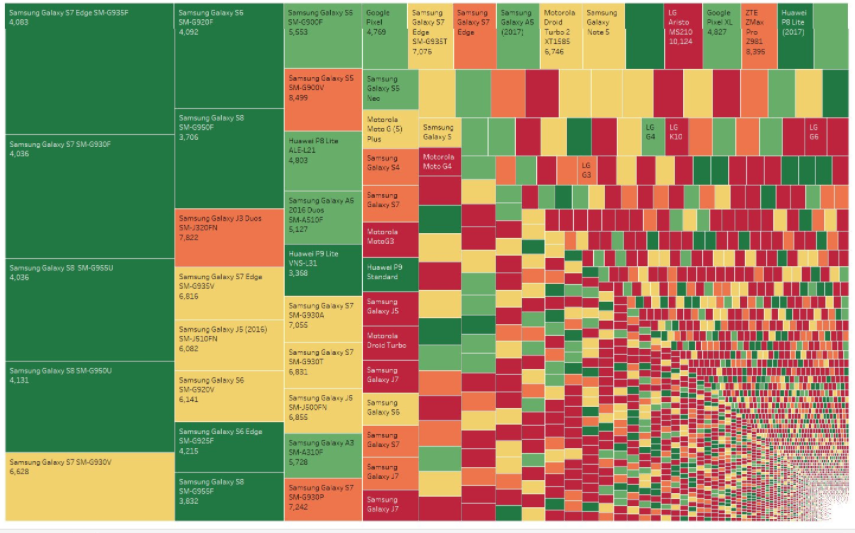 Samsung Galaxy S7 Edge SM-G935F
4,083
Samsung Galaxy S7 SM-G930F
4,036
Samsung Galaxy S8 SM-G955U
4,036
Samsung Galaxy S8 SM-G950U
4,131
Samsung Galaxy S7 SM-G930V
6,628
Samsung Galaxy S6
SM-G920F
4,092
Samsung Galaxy S8
SM-G950F
3,706
Samsung Galaxy J3 Duos
SM-J320FN
7,822
Samsung Galaxy S7 Edge
SM-G935V
6,816
Samsung Galaxy J5 (2016)
SM-J510FN
6,082
Samsung Galaxy S6
SM-G920V
6,141
Samsung Galaxy S6 Edge
SM-G925F
4,215
Samsung Galaxy S8
SM-G955F
3,832
Samsung Galaxy S5
SM-G900F
5,553
Samsung Galaxy S5
SM-G900V
8,499
Huawei P8 Lite
ALE-L21
4,803
Samsung Galaxy A5
2016 Duos
SM-A510F
5,127
Huawei P9 Lite
VNS-L31
3,368
Samsung Galaxy S7
SM-G930A
7,055
Samsung Galaxy S7
SM-G930T
6,831
Samsung Galaxy J5
SM-J500FN
6,855
Samsung Galaxy A3
SM-A310F
5,728
Samsung Galaxy S7
SM-G930P
7,242
Google
Pixel
4,769
Samsung Galaxy
S5 Neo
Motorola
Moto G (5)
Plus
Samsung
Galaxy S4
Samsung
Galaxy S7
Motorola
MotoG3
Huawei P9
Standard
Samsung
Galaxy J5
Motorola
Droid Turbo
Samsung
Galaxy J7
Samsung
Galaxy S6
Samsung
Galaxy S7
Samsung
Galaxy J7
Samsung
Galaxy J7
Samsung
Galaxy S7
Edge
SM-G935T
7,076
Samsung
Galaxy S7
Edge
Samsung
Galaxy A5
(2017)
Motorola
Droid
Turbo 2
XT1585
6,746
Samsung
Galaxy
Note 5
LG
Aristo
MS210
10,124
Google
Pixel XL
4,827
ZTE
ZMax
Pro
Z981
8,395
Huawei
P8 Lite
(2017)
Samsung
Galaxy S
Motorola
Moto G4
LG
G4
LG
K10
LG
G6
LG
G3